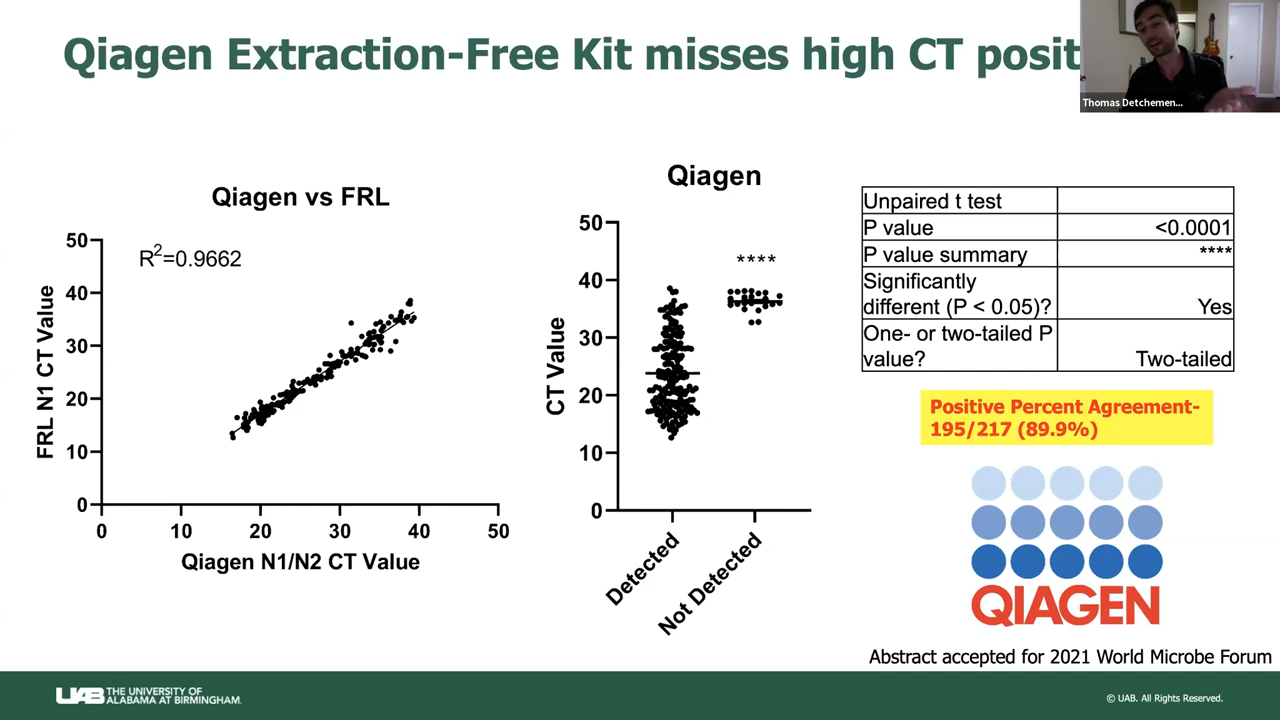 Qiagen Extraction-Free Kit misses high CT posit
Thomas Detchemen...
Qiagen vs FRL
R2=0.9662
FRL N1 CT Value
50
40
30
20
10
0
0 10 20 30 40 50
Qiagen N1/N2 CT Value
Qiagen
****
CT Value
50
40
30
20
10
0
Detected
Not Detected
Unpaired t test
P value <0.0001
P value summary ****
Significantly
different (P < 0.05)? Yes
One- or two-tailed P
value? Two-tailed
Positive Percent Agreement-
195/217 (89.9%)
QIAGEN
Abstract accepted for 2021 World Microbe Forum
UAB THE UNIVERSITY OF
ALABAMA AT BIRMINGHAM.
© UAB. All Rights Reserved.